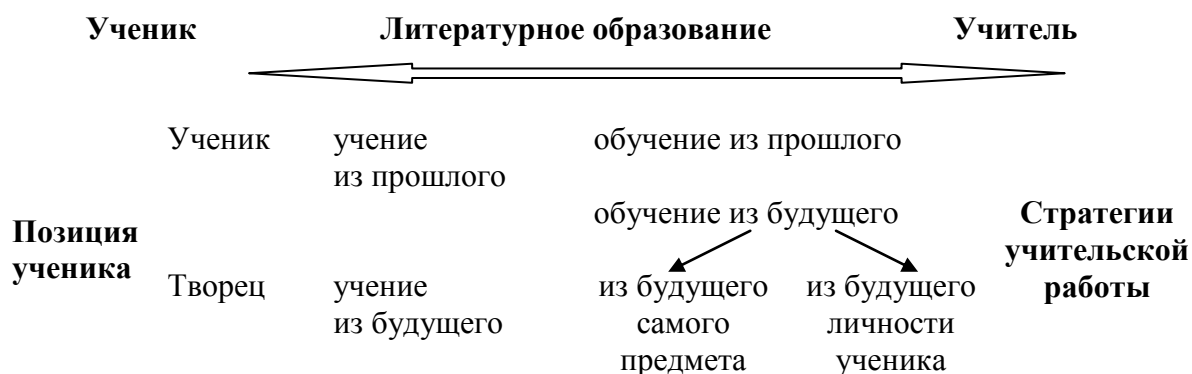 Ученик Литературное образование Учитель
Ученик учение обучение из прошлого
из прошлого
обучение из будущего
Позиция
ученика
Стратегии
учительской
работы
Творец учение из будущего из будущего
из будущего самого личности
предмета ученика